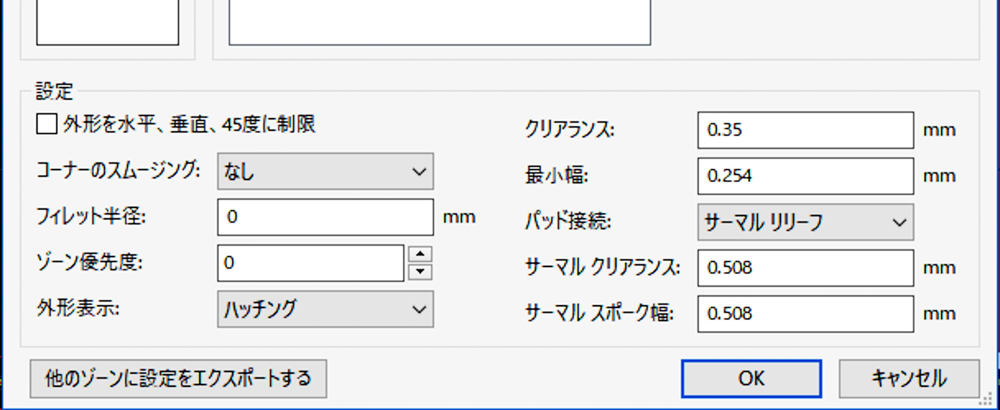 設定
外形を水平、垂直、45度に制限
コーナーのスムージング: なし
フィレット半径: 0 mm
ゾーン優先度: 0
外形表示: ハッチング
クリアランス: 0.35 mm
最小幅: 0.254 mm
パッド接続: サーマル リリーフ
サーマル クリアランス: 0.508 mm
サーマル スポーク幅: 0.508 mm
他のゾーンに設定をエクスポートする
OK
キャンセル